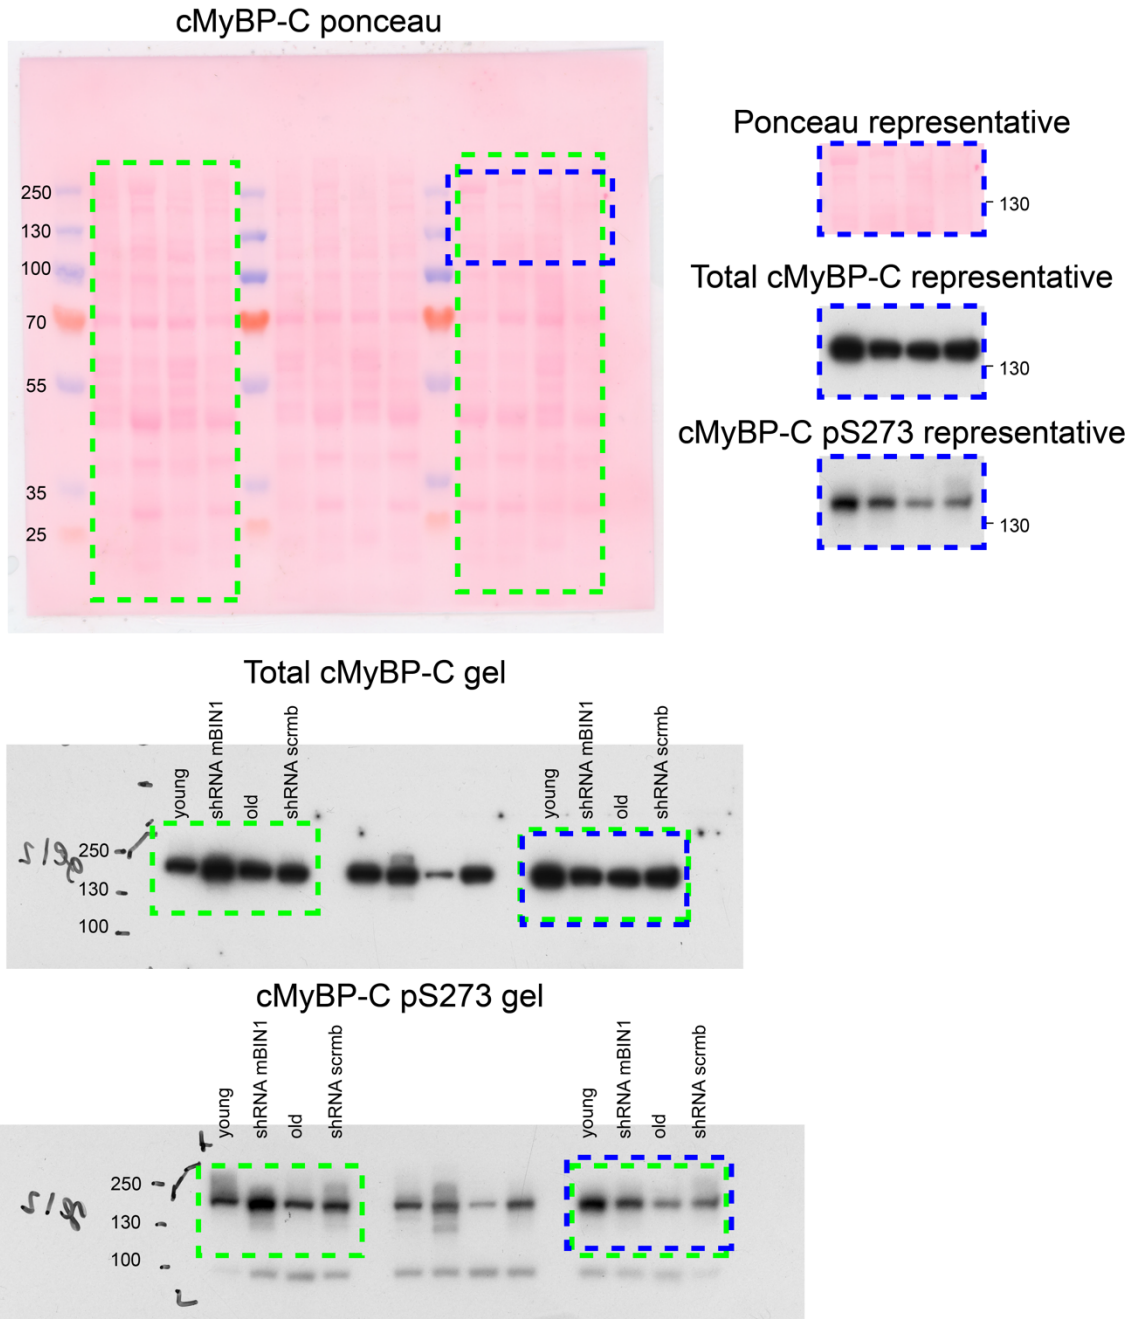 cMyBP-C ponceau
250
130
100
70
55
35
25
Ponceau representative
130
Total cMyBP-C representative
130
cMyBP-C pS273 representative
130
Total cMyBP-C gel
young
shRNA mBIN1
old
shRNA scrmb
young
shRNA mBIN1
old
shRNA scrmb
250
130
100
cMyBP-C pS273 gel
young
shRNA mBIN1
old
shRNA scrmb
young
shRNA mBIN1
old
shRNA scrmb
250
130
100